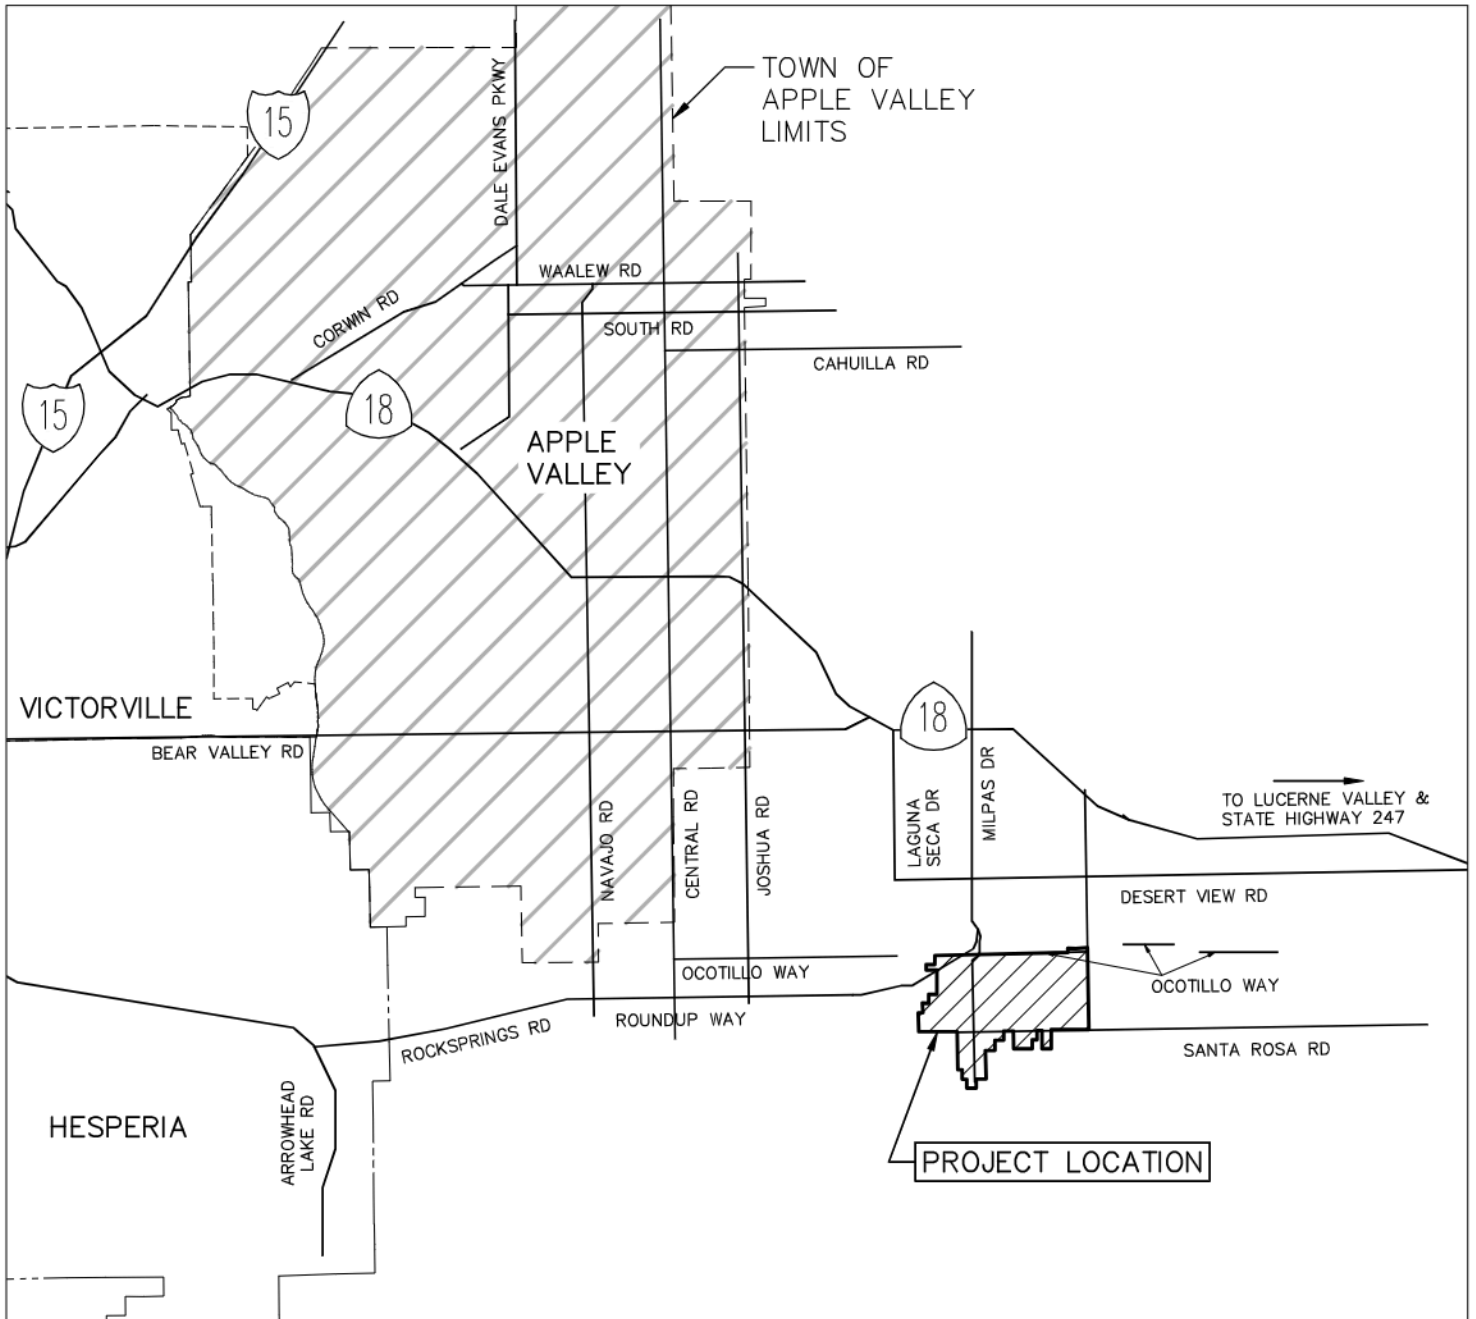 TOWN OF
APPLE VALLEY
LIMITS
15
DALE EVANS PKWY
WAALEW RD
CORWIN RD
SOUTH RD
CAHUILLA RD
15
18
APPLE
VALLEY
VICTORVILLE
18
BEAR VALLEY RD
MILPAS DR
LAGUNA
SECA DR
NAVAJO RD
CENTRAL RD
JOSHUA RD
TO LUCERNE VALLEY &
STATE HIGHWAY 247
DESERT VIEW RD
OCOTILLO WAY
OCOTILLO WAY
ROCKSPRINGS RD
ROUNDUP WAY
SANTA ROSA RD
HESPERIA
ARROWHEAD
LAKE RD
PROJECT LOCATION